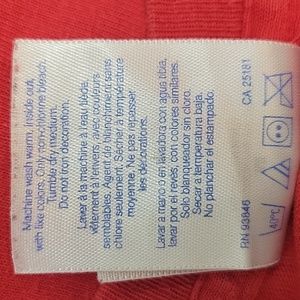 Machine wash warm, inside out,
with like colors. Only non-chlorine bleach.
Tumble dry medium.
Do not iron decoration.
Lavar à la machine à l'eau tiède,
vêtement à l'envers, avec couleurs
semblables. Agent de blanchiment sans
chlore seulement. Sécher à température
moyenne. Ne pas repasser
les décorations.
Lavar a mano o en lavadora con agua tibia,
lavar por el revés, con colores similares.
Solo blanqueador sin cloro.
Secar a temperatura baja.
No planchar el estampado.
40°C
RN 93846
CA 25181